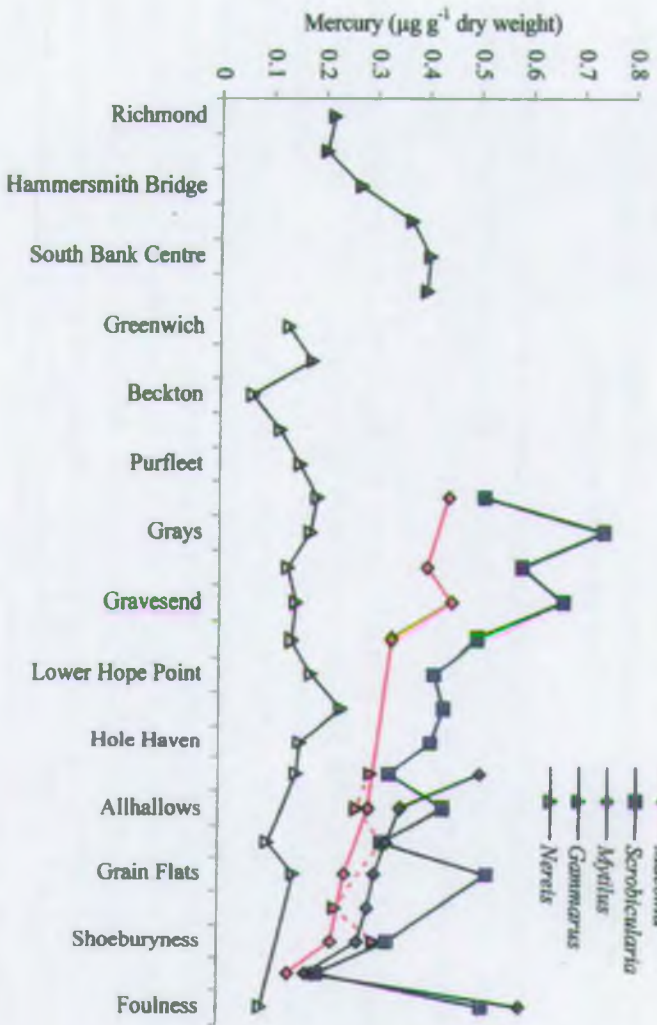 Mercury (µg g⁻¹ dry weight)
0
0.1
0.2
0.3
0.4
0.5
0.6
0.7
0.8
Richmond
Hammersmith Bridge
South Bank Centre
Greenwich
Beckton
Purfleet
Grays
Gravesend
Lower Hope Point
Hole Haven
Allhallows
Grain Flats
Shoeburyness
Foulness
Scrobicularia
Mytilus
Gammarus
Nereis